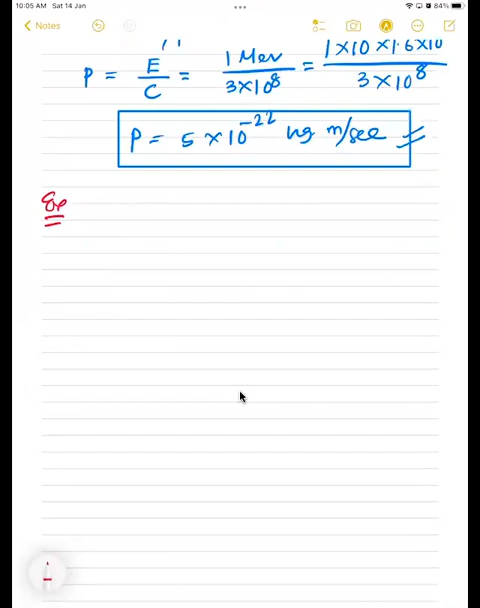 10:05 AM Sat 14 Jan 84%
Notes
P = E/C = 1 Mev/3×10⁸ = 1×10 ×1.6×10/3×10⁸
P = 5 ×10⁻²² kg m/sec
Ex